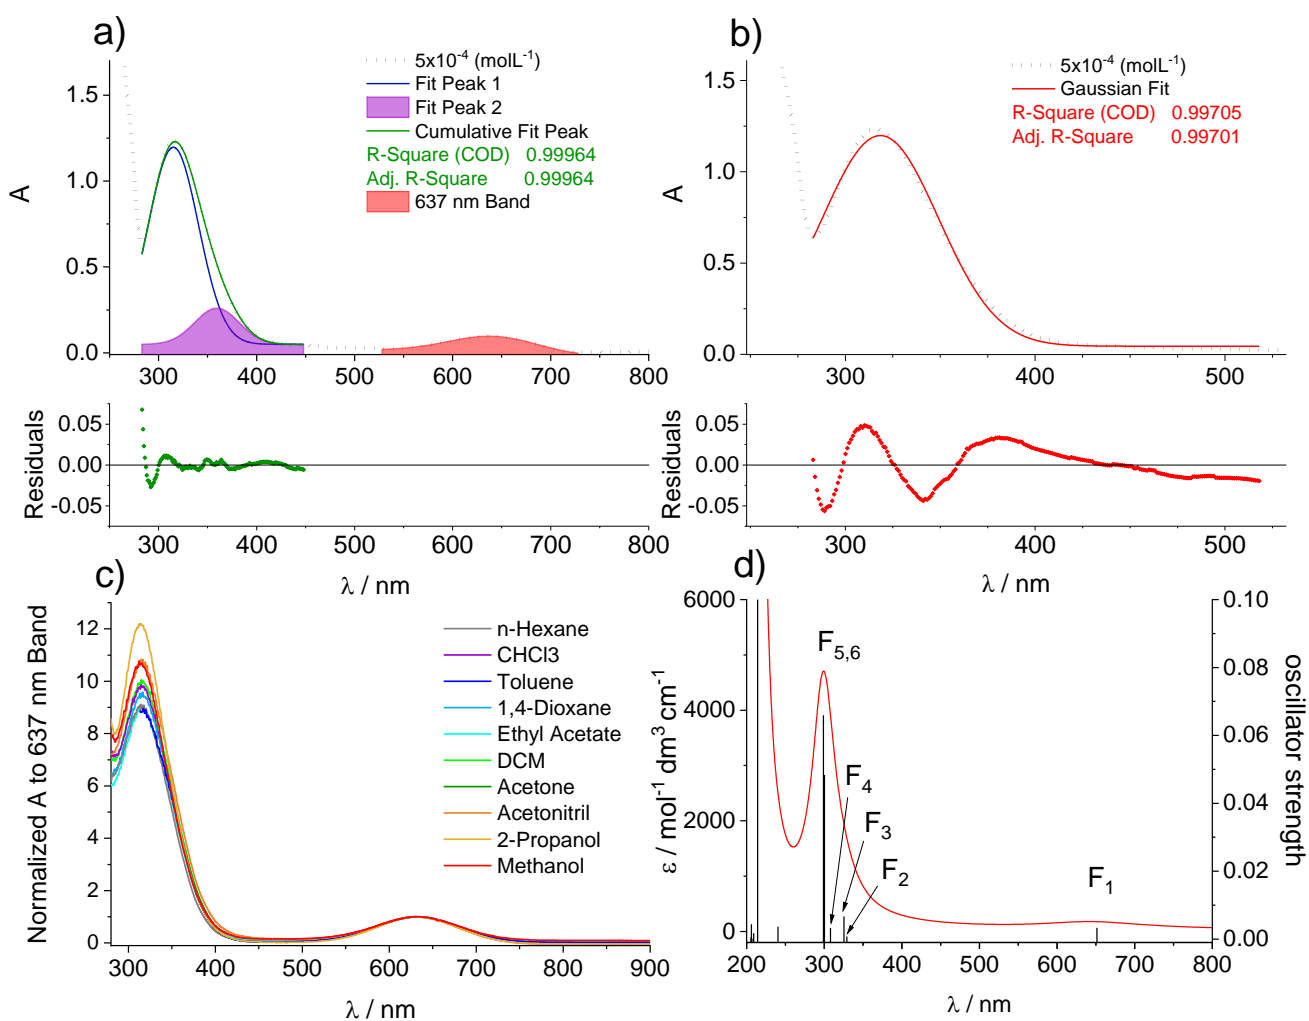 a)
5x10⁻⁴ (molL⁻¹)
Fit Peak 1
Fit Peak 2
Cumulative Fit Peak
R-Square (COD) 0.99964
Adj. R-Square 0.99964
637 nm Band
A
1.5
1.0
0.5
0.0
300 400 500 600 700 800
Residuals
0.05
0.00
-0.05
300 400 500 600 700 800
λ / nm
b)
5x10⁻⁴ (molL⁻¹)
Gaussian Fit
R-Square (COD) 0.99705
Adj. R-Square 0.99701
A
1.5
1.0
0.5
0.0
300 400 500
Residuals
0.05
0.00
-0.05
300 400 500
λ / nm
c)
Normalized A to 637 nm Band
12
11
10
9
8
7
6
5
4
3
2
1
0
n-Hexane
CHCl3
Toluene
1,4-Dioxane
Ethyl Acetate
DCM
Acetone
Acetonitril
2-Propanol
Methanol
300 400 500 600 700 800 900
λ / nm
d)
ε / mol⁻¹ dm³ cm⁻¹
6000
4000
2000
0
F₅,₆
F₄
F₃
F₂
F₁
0.10
0.08
0.06
0.04
0.02
0.00
oscillator strength
200 300 400 500 600 700 800
λ / nm